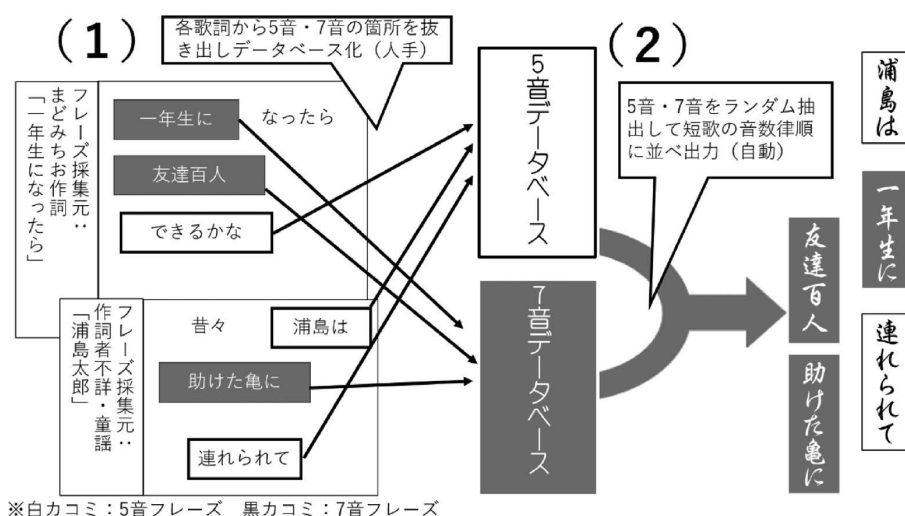 (1)
各歌詞から5音・7音の箇所を抜
き出しデータベース化(人手)
フレーズ採集元:
まどみちお作詞
「一年生になったら」
一年生に
なったら
友達百人
できるかな
フレーズ採集元:
作詞者不詳・童謡
「浦島太郎」
昔々
浦島は
助けた亀に
連れられて
5音データベース
7音データベース
(2)
5音・7音をランダム抽
出して短歌の音数律順
に並べ出力(自動)
浦島は
一年生に
連れられて
友達百人
助けた亀に
※白カコミ:5音フレーズ 黒カコミ:7音フレーズ